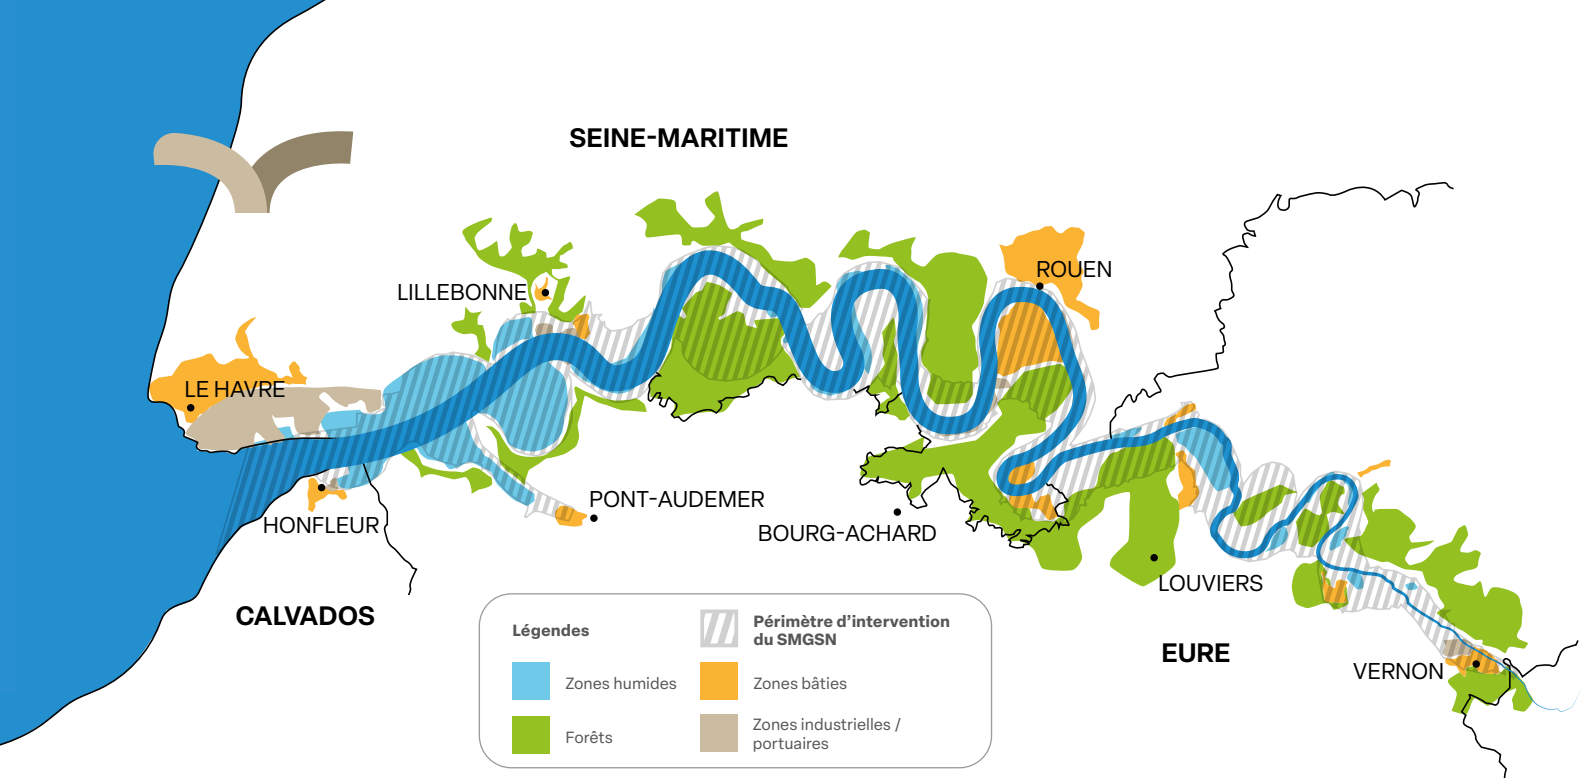 SEINE-MARITIME
ROUEN
LILLEBONNE
LE HAVRE
PONT-AUDEMER
HONFLEUR
BOURG-ACHARD
LOUVIERS
CALVADOS
EURE
VERNON
Légendes
Périmètre d'intervention
du SMGSN
Zones humides
Zones bâties
Forêts
Zones industrielles /
portuaires